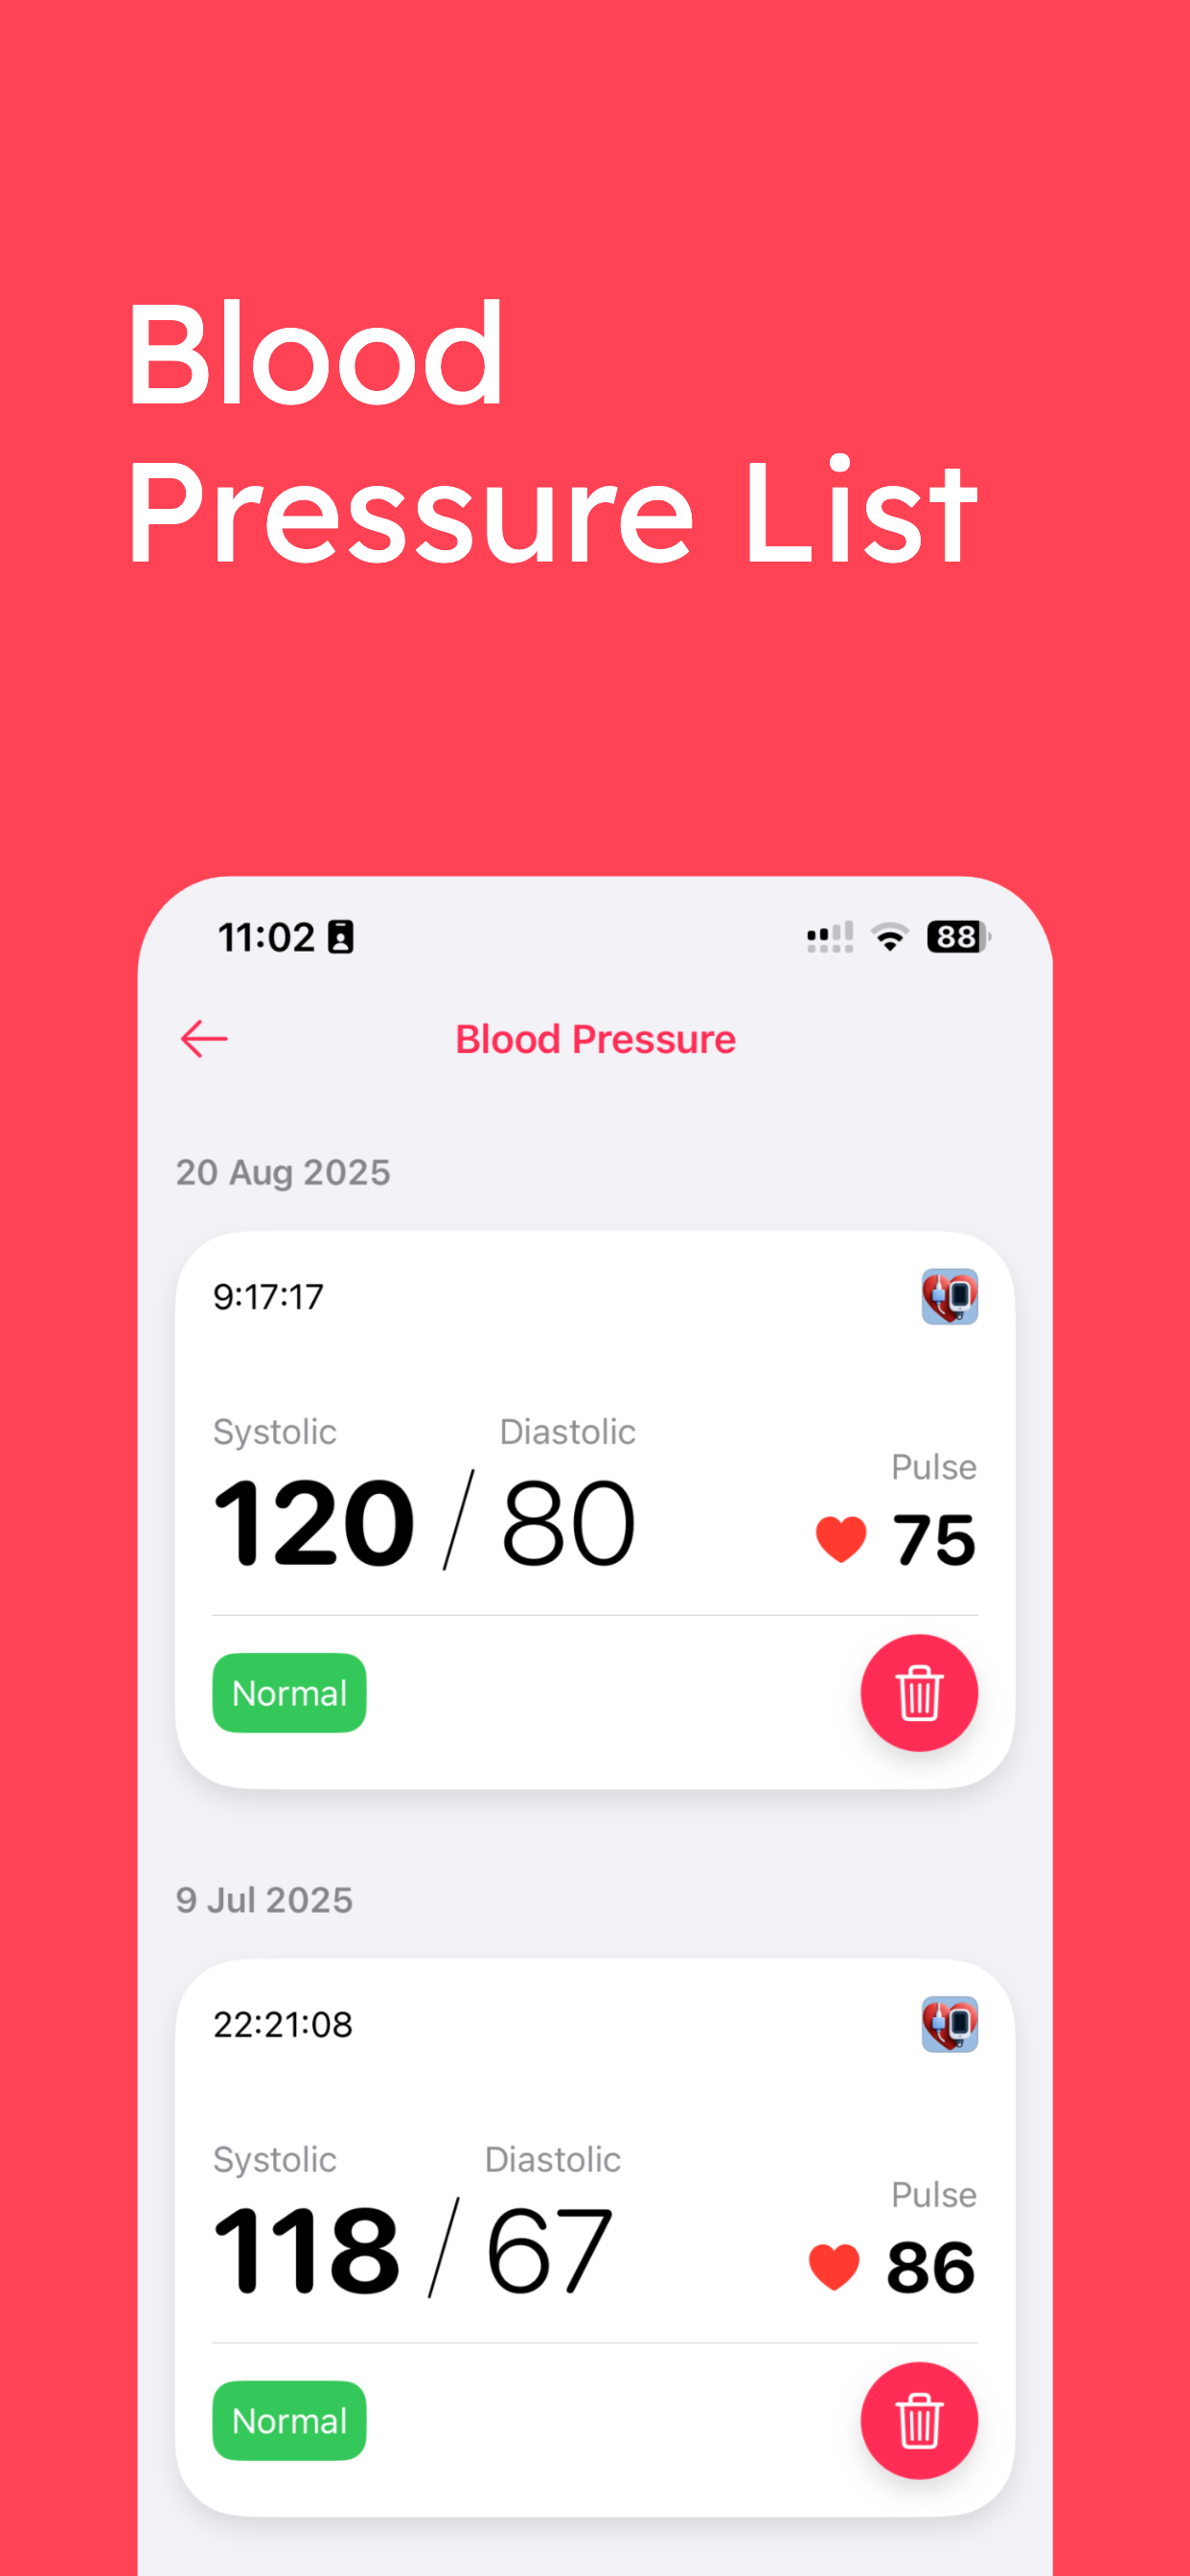 Blood
Pressure List
11:02
88
Blood Pressure
20 Aug 2025
9:17:17
Systolic Diastolic
Pulse
120 / 80
75
Normal
9 Jul 2025
22:21:08
Systolic Diastolic
Pulse
118 / 67
86
Normal